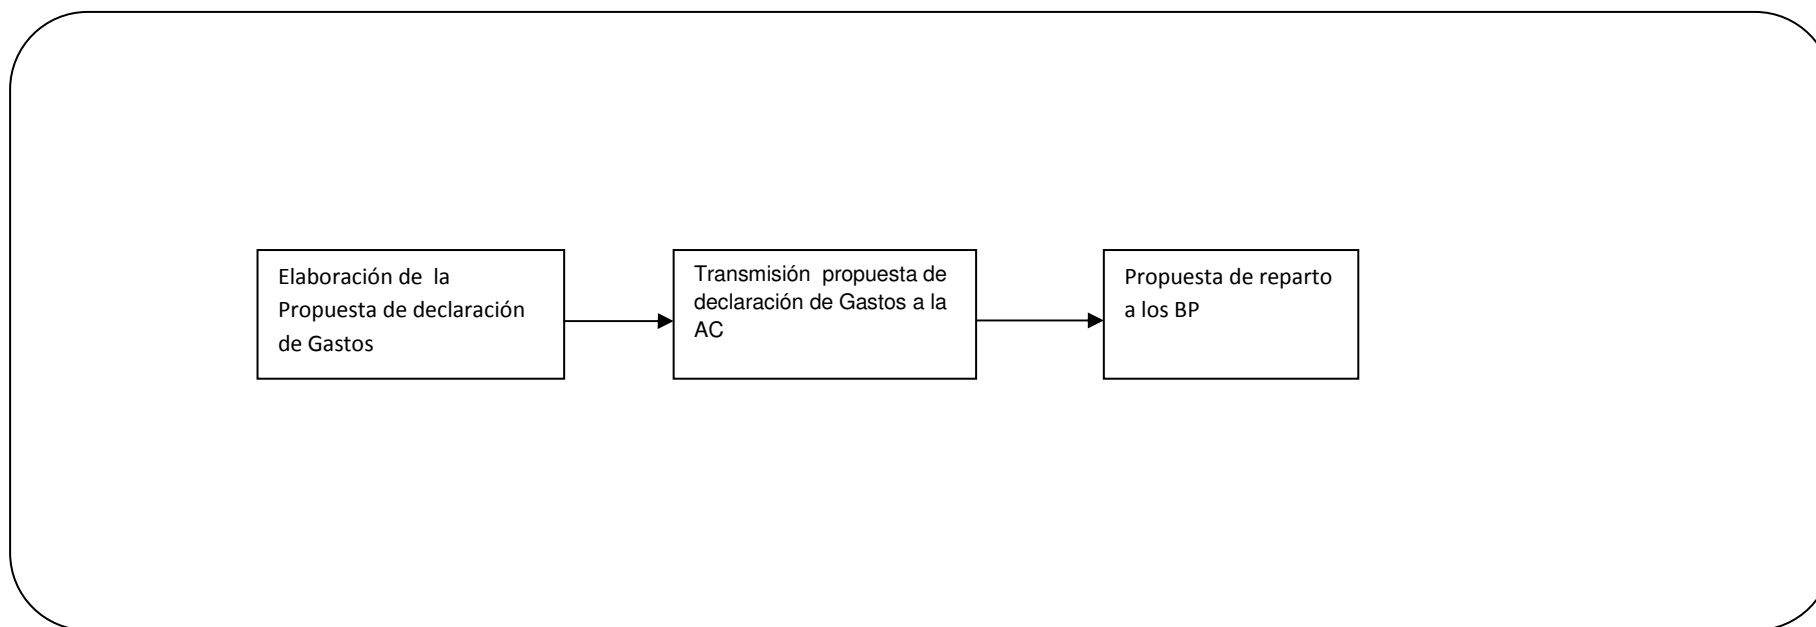 Elaboración de la
Propuesta de declaración
de Gastos
Transmisión propuesta de
declaración de Gastos a la
AC
Propuesta de reparto
a los BP